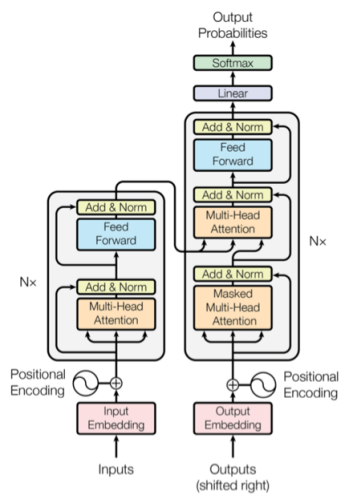 Output
Probabilities
Softmax
Linear
Add & Norm
Feed
Forward
Add & Norm
Multi-Head
Attention
Add & Norm
Masked
Multi-Head
Attention
N×
Add & Norm
Feed
Forward
Add & Norm
Multi-Head
Attention
N×
Positional
Encoding
Positional
Encoding
Input
Embedding
Output
Embedding
Inputs
Outputs
(shifted right)